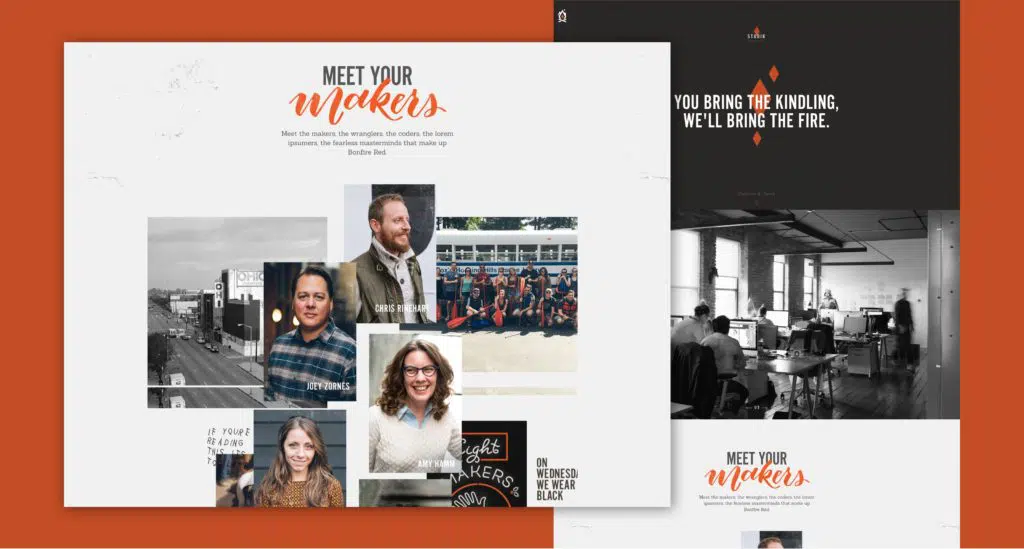 MEET YOUR
makers
Meet the makers, the wranglers, the coders, the lorem
ipsumers, the fearless masterminds that make up
Bonfire Red.
CHRIS RINEHART
JOEY ZORNES
AMY HAMM
IF YOU'RE
READING
THIS
Light
MAKERS
ON
WEDNESDA
WE WEAR
BLACK
STUDIO
YOU BRING THE KINDLING,
WE'LL BRING THE FIRE.
MEET YOUR
makers
Meet the makers, the wranglers, the coders, the lorem
ipsumers, the fearless masterminds that make up
Bonfire Red.